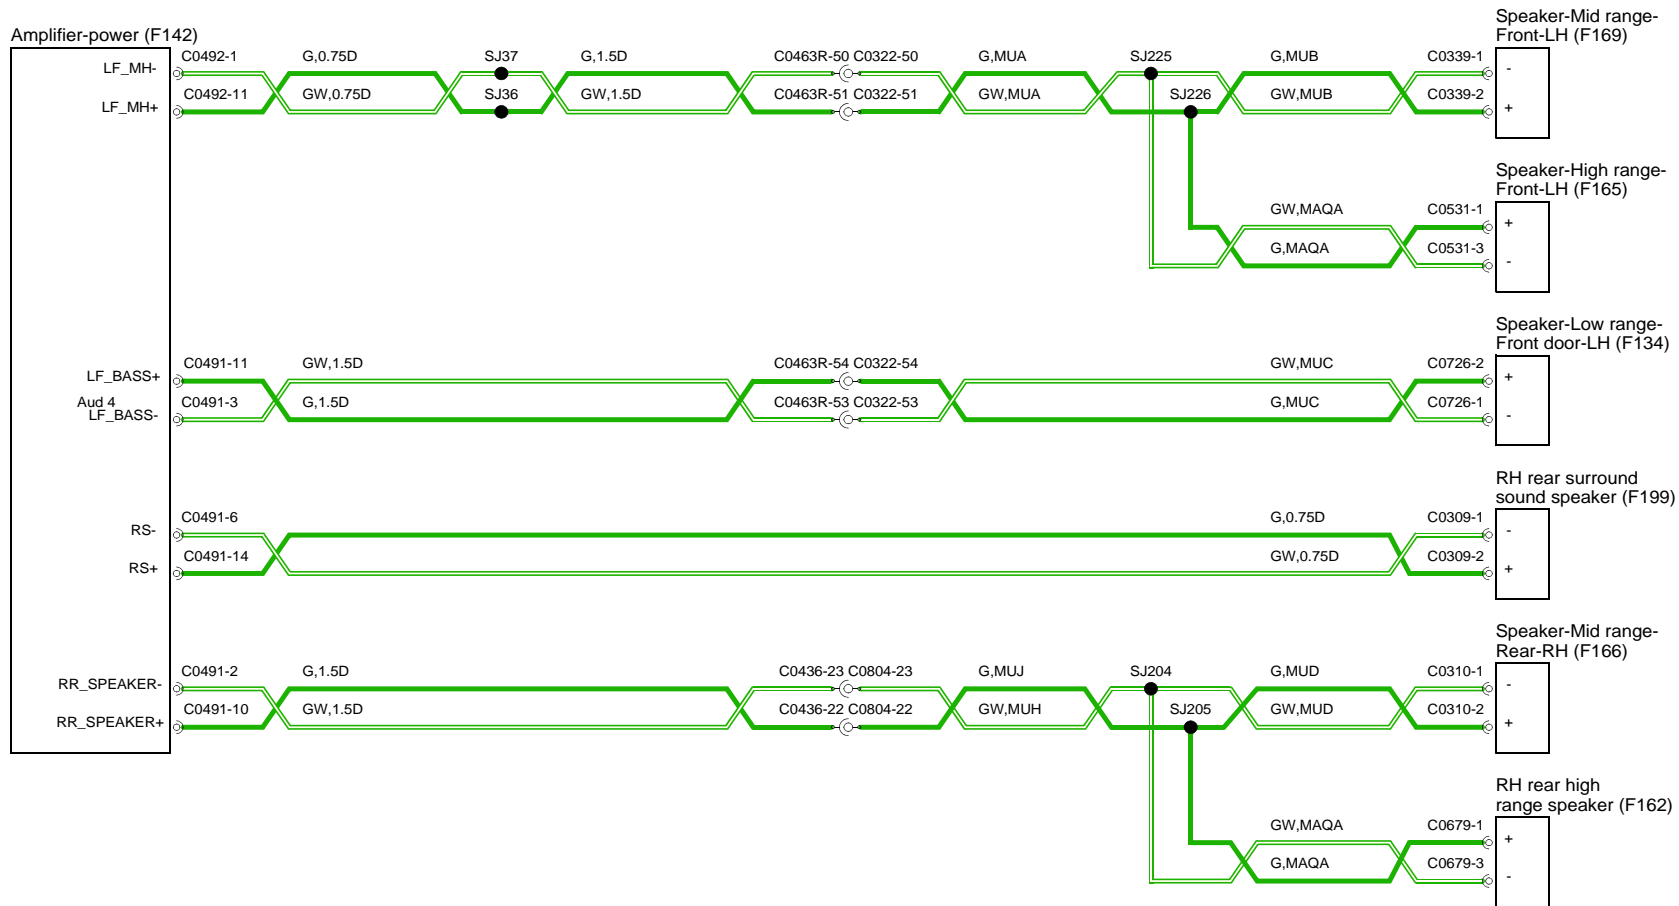 Amplifier-power (F142)
Speaker-Mid range-
Front-LH (F169)
LF_MH-
C0492-1
G,0.75D
SJ37
G,1.5D
C0463R-50 C0322-50
G,MUA
SJ225
G,MUB
C0339-1
-
LF_MH+
C0492-11
GW,0.75D
SJ36
GW,1.5D
C0463R-51 C0322-51
GW,MUA
SJ226
GW,MUB
C0339-2
+
Speaker-High range-
Front-LH (F165)
GW,MAQA
C0531-1
+
G,MAQA
C0531-3
-
Speaker-Low range-
Front door-LH (F134)
LF_BASS+
C0491-11
GW,1.5D
C0463R-54 C0322-54
GW,MUC
C0726-2
+
Aud 4
LF_BASS-
C0491-3
G,1.5D
C0463R-53 C0322-53
G,MUC
C0726-1
-
RH rear surround
sound speaker (F199)
RS-
C0491-6
G,0.75D
C0309-1
-
RS+
C0491-14
GW,0.75D
C0309-2
+
Speaker-Mid range-
Rear-RH (F166)
RR_SPEAKER-
C0491-2
G,1.5D
C0436-23 C0804-23
G,MUJ
SJ204
G,MUD
C0310-1
-
RR_SPEAKER+
C0491-10
GW,1.5D
C0436-22 C0804-22
GW,MUH
SJ205
GW,MUD
C0310-2
+
RH rear high
range speaker (F162)
GW,MAQA
C0679-1
+
G,MAQA
C0679-3
-